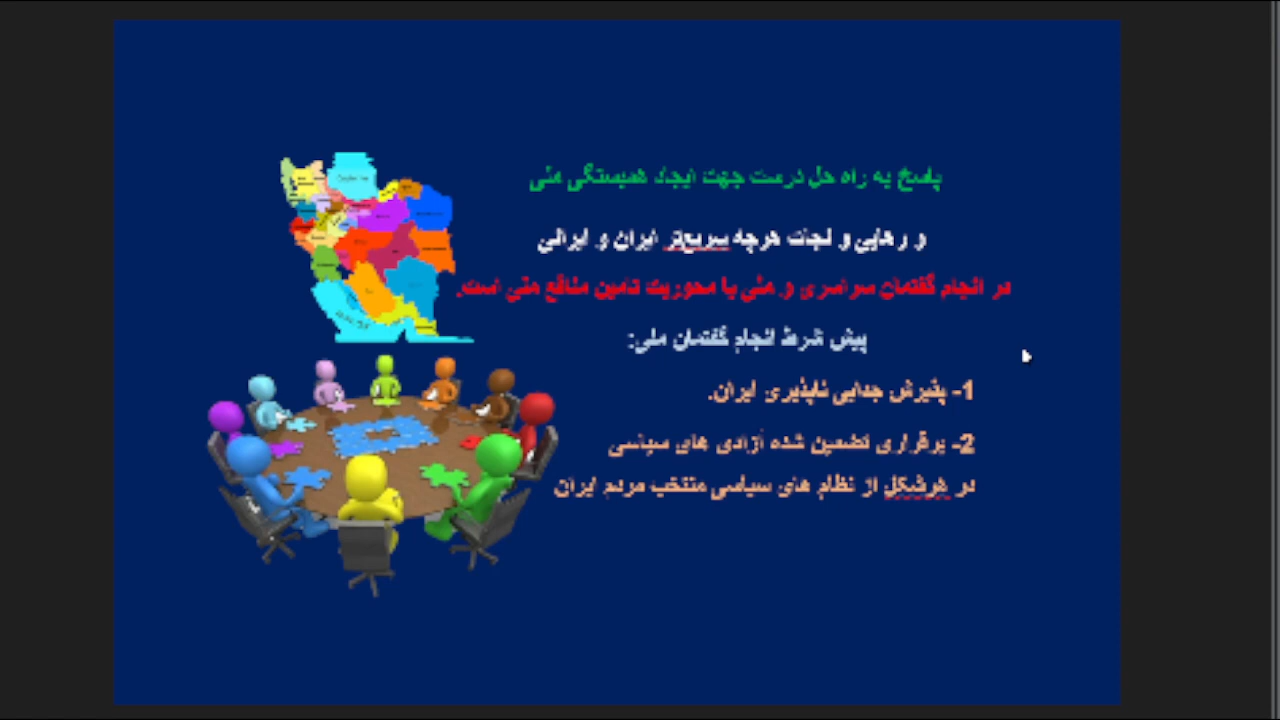 پاسخ به راه حل درست جهت ایجاد همبستگی ملی
و رهایی و نجات هرچه سریع‌تر ایران و ایرانی
در انجام گفتمان سراسری و ملی با محوریت تامین منافع ملی است.
پیش شرط انجام گفتمان ملی:
1- پذیرش جدایی ناپذیری ایران.
2- برقراری تضمین شده آزادی های سیاسی
در هرشکل از نظام های سیاسی منتخب مردم ایران